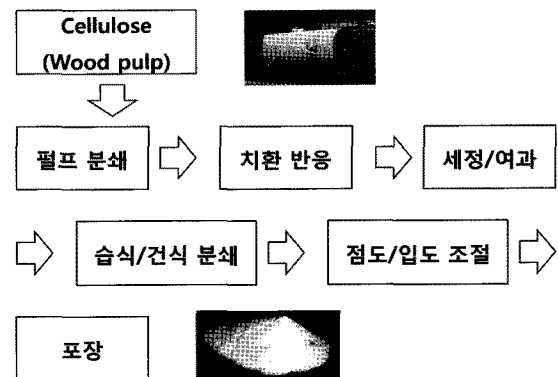 Cellulose
(Wood pulp)
펄프 분쇄
치환 반응
세정/여과
습식/건식 분쇄
점도/입도 조절
포장